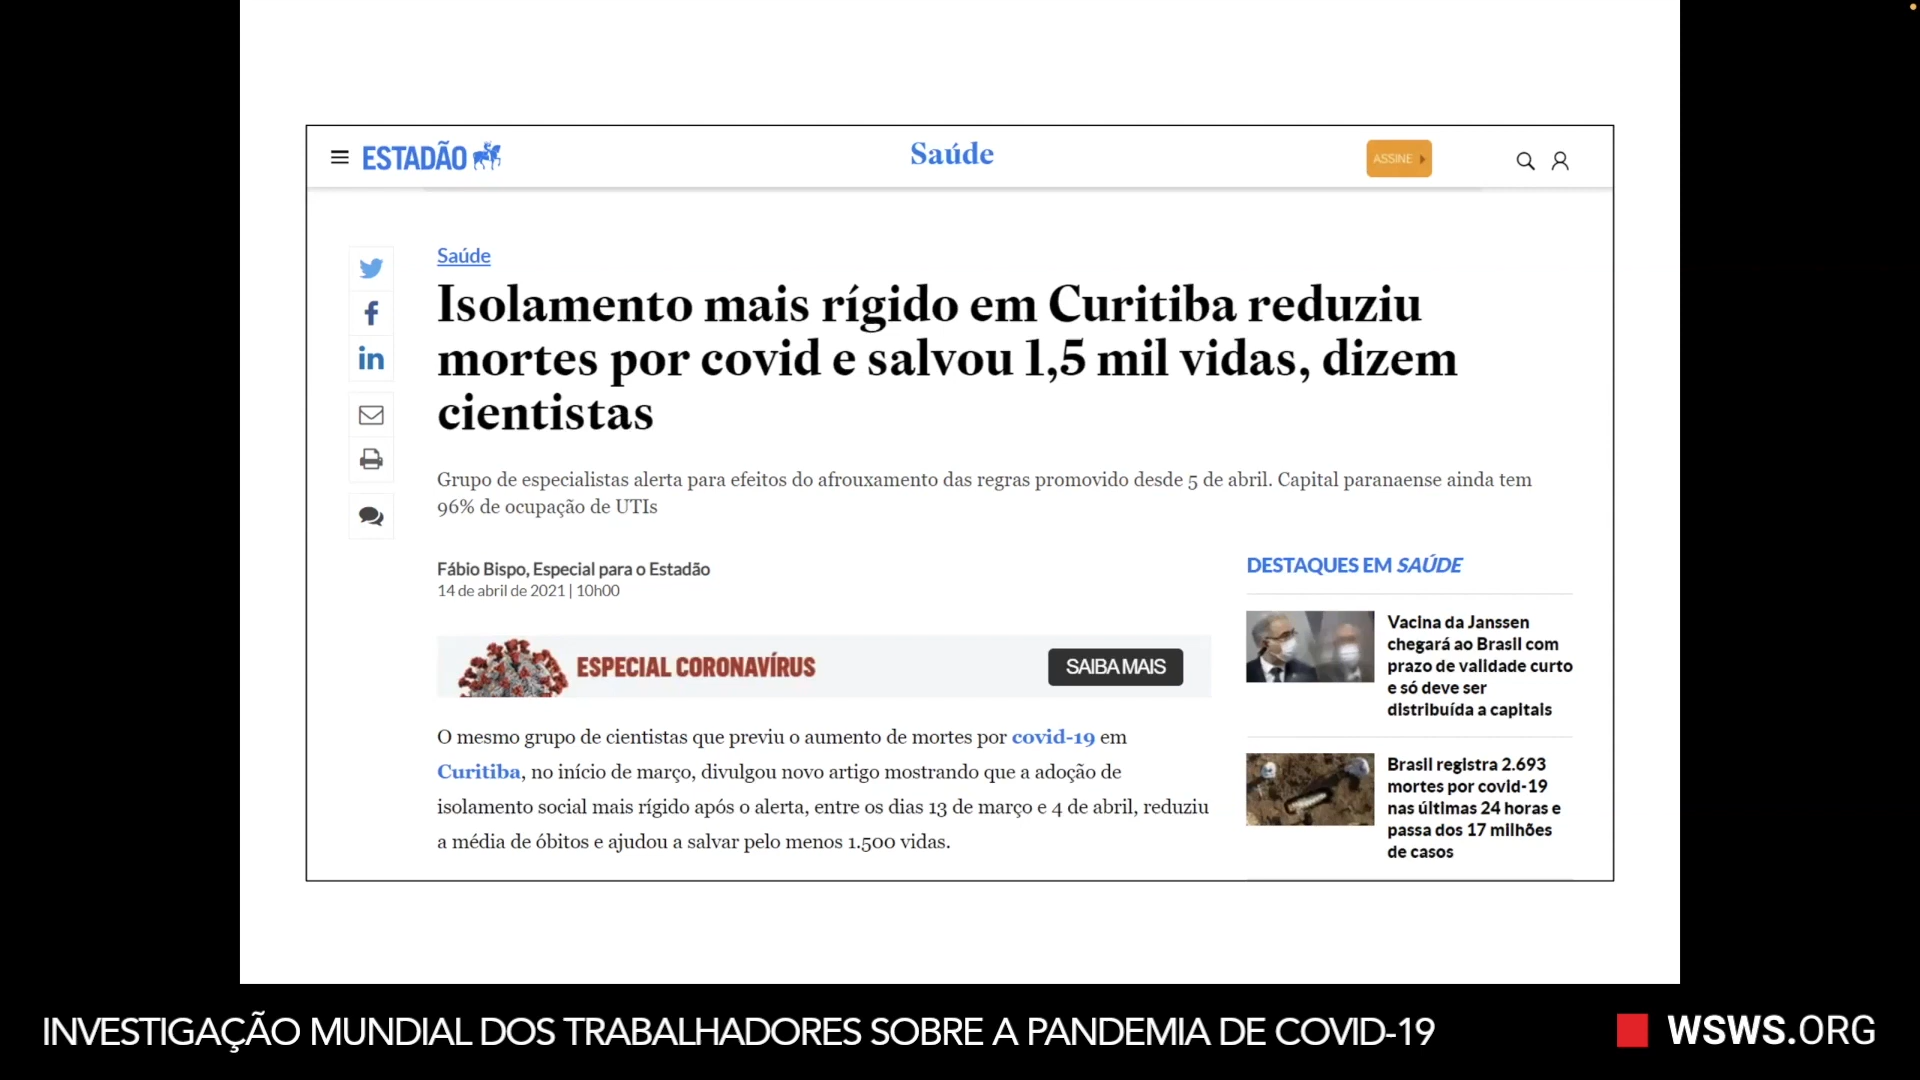 ESTADÃO
Saúde
ASSINE
Saúde
Isolamento mais rígido em Curitiba reduziu
mortes por covid e salvou 1,5 mil vidas, dizem
cientistas
Grupo de especialistas alerta para efeitos do afrouxamento das regras promovido desde 5 de abril. Capital paranaense ainda tem
96% de ocupação de UTIs
Fábio Bispo, Especial para o Estadão
14 de abril de 2021 | 10h00
ESPECIAL CORONAVÍRUS
SAIBA MAIS
O mesmo grupo de cientistas que previu o aumento de mortes por covid-19 em
Curitiba, no início de março, divulgou novo artigo mostrando que a adoção de
isolamento social mais rígido após o alerta, entre os dias 13 de março e 4 de abril, reduziu
a média de óbitos e ajudou a salvar pelo menos 1.500 vidas.
DESTAQUES EM SAÚDE
Vacina da Janssen
chegará ao Brasil com
prazo de validade curto
e só deve ser
distribuída a capitais
Brasil registra 2.693
mortes por covid-19
nas últimas 24 horas e
passa dos 17 milhões
de casos
INVESTIGAÇÃO MUNDIAL DOS TRABALHADORES SOBRE A PANDEMIA DE COVID-19
WSWS.ORG